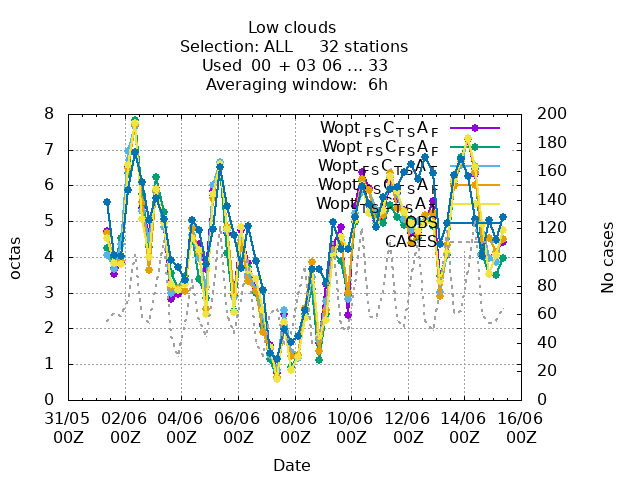 Low clouds
Selection: ALL 32 stations
Used 00 + 03 06 ... 33
Averaging window: 6h
8 200
7 180
6 160
5 140
4 120
3 100
2 80
1 60
0 40
20
0
Wopt FS C TS A F
Wopt FS C F A F
Wopt FS C FS A F
OBS
CASES
octas
No cases
31/05 02/06 04/06 06/06 08/06 10/06 12/06 14/06 16/06
00Z 00Z 00Z 00Z 00Z 00Z 00Z 00Z 00Z
Date